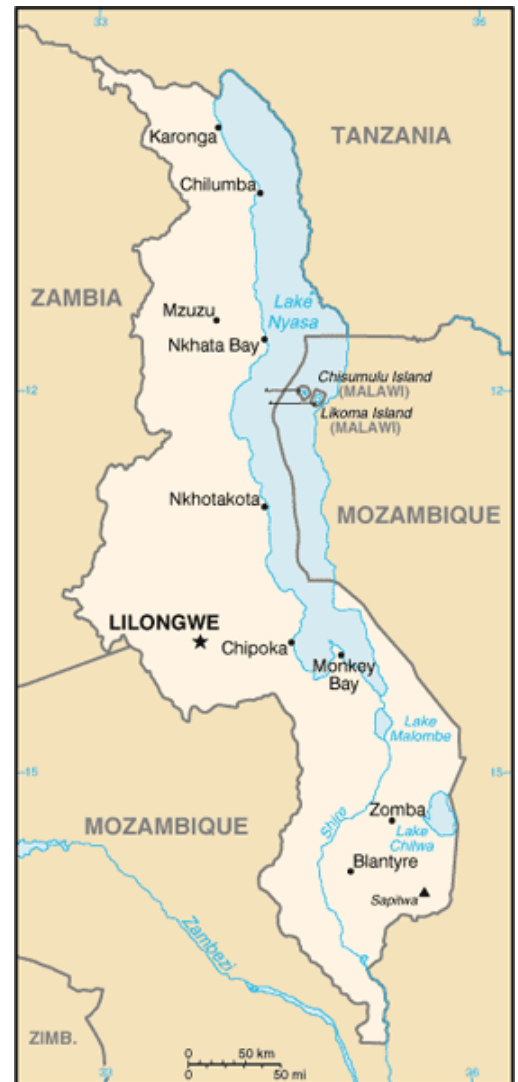 33
35
Karonga
TANZANIA
Chilumba
ZAMBIA
Lake
Nyasa
Mzuzu
Nkhata Bay
Chisumulu Island
(MALAWI)
12
12
Likoma Island
(MALAWI)
Nkhotakota
MOZAMBIQUE
LILONGWE
Chipoka
Monkey
Bay
Lake
Malombe
15
15
Zomba
MOZAMBIQUE
Shire
Lake
Chilwa
Blantyre
Sapitwa
Zambezi
ZIMB.
0
50 km
0
50 mi
33
36